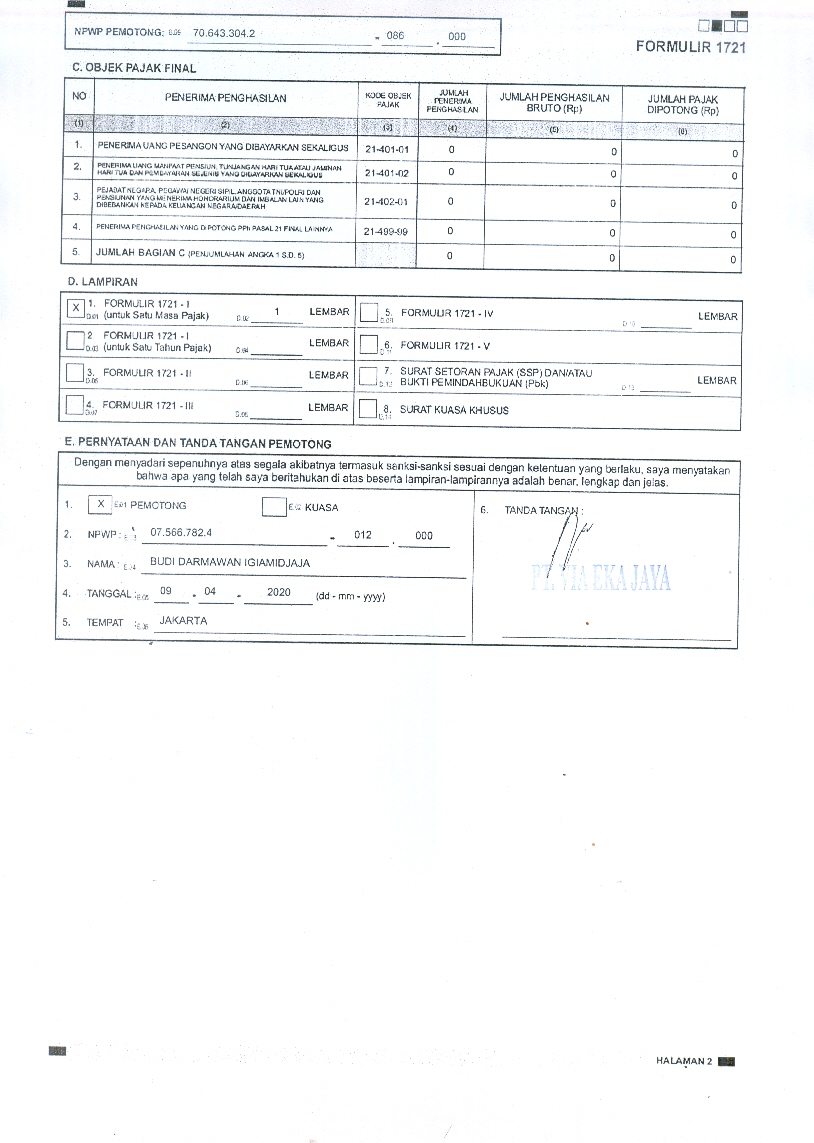 NPWP PEMOTONG: 70.643.304.2 - 086 . 000
FORMULIR 1721
C. OBJEK PAJAK FINAL
NO PENERIMA PENGHASILAN KODE OBJEK PAJAK JUMLAH PENERIMA PENGHASILAN JUMLAH PENGHASILAN BRUTO (Rp) JUMLAH PAJAK DIPOTONG (Rp)
(1) (2) (3) (4) (5) (6)
1. PENERIMA UANG PESANGON YANG DIBAYARKAN SEKALIGUS 21-401-01 0 0 0
2. PENERIMA UANG MANFAAT PENSIUN, TUNJANGAN HARI TUA ATAU JAMINAN
HARI TUA DAN PEMBAYARAN SEJENIS YANG DIBAYARKAN SEKALIGUS 21-401-02 0 0 0
3. PEJABAT NEGARA, PEGAWAI NEGERI SIPIL, ANGGOTA TNI/POLRI DAN
PENSIUNAN YANG MENERIMA HONORARIUM DAN IMBALAN LAIN YANG
DIBEBANKAN KEPADA KEUANGAN NEGARA/DAERAH 21-402-01 0 0 0
4. PENERIMA PENGHASILAN YANG DIPOTONG PPh PASAL 21 FINAL LAINNYA 21-499-99 0 0 0
5. JUMLAH BAGIAN C (PENJUMLAHAN ANGKA 1 S.D. 5) 0 0 0
D. LAMPIRAN
X 1. FORMULIR 1721 - I
D.01 (untuk Satu Masa Pajak) D.02 1 LEMBAR
2. FORMULIR 1721 - I
D.03 (untuk Satu Tahun Pajak) D.04 LEMBAR
3. FORMULIR 1721 - II
D.05 D.06 LEMBAR
4. FORMULIR 1721 - III
D.07 D.08 LEMBAR
5. FORMULIR 1721 - IV
D.09 D.10 LEMBAR
6. FORMULIR 1721 - V
D.11
7. SURAT SETORAN PAJAK (SSP) DAN/ATAU
D.12 BUKTI PEMINDAHBUKUAN (Pbk) D.13 LEMBAR
8. SURAT KUASA KHUSUS
D.14
E. PERNYATAAN DAN TANDA TANGAN PEMOTONG
Dengan menyadari sepenuhnya atas segala akibatnya termasuk sanksi-sanksi sesuai dengan ketentuan yang berlaku, saya menyatakan
bahwa apa yang telah saya beritahukan di atas beserta lampiran-lampirannya adalah benar, lengkap dan jelas.
1. X E.01 PEMOTONG E.02 KUASA
2. NPWP : 07.566.782.4 - 012 . 000
3. NAMA : E.04 BUDI DARMAWAN IGIAMIDJAJA
4. TANGGAL : E.05 09 - 04 - 2020 (dd - mm - yyyy)
5. TEMPAT : E.06 JAKARTA
6. TANDA TANGAN :
PT. VIA EKA JAYA
HALAMAN 2